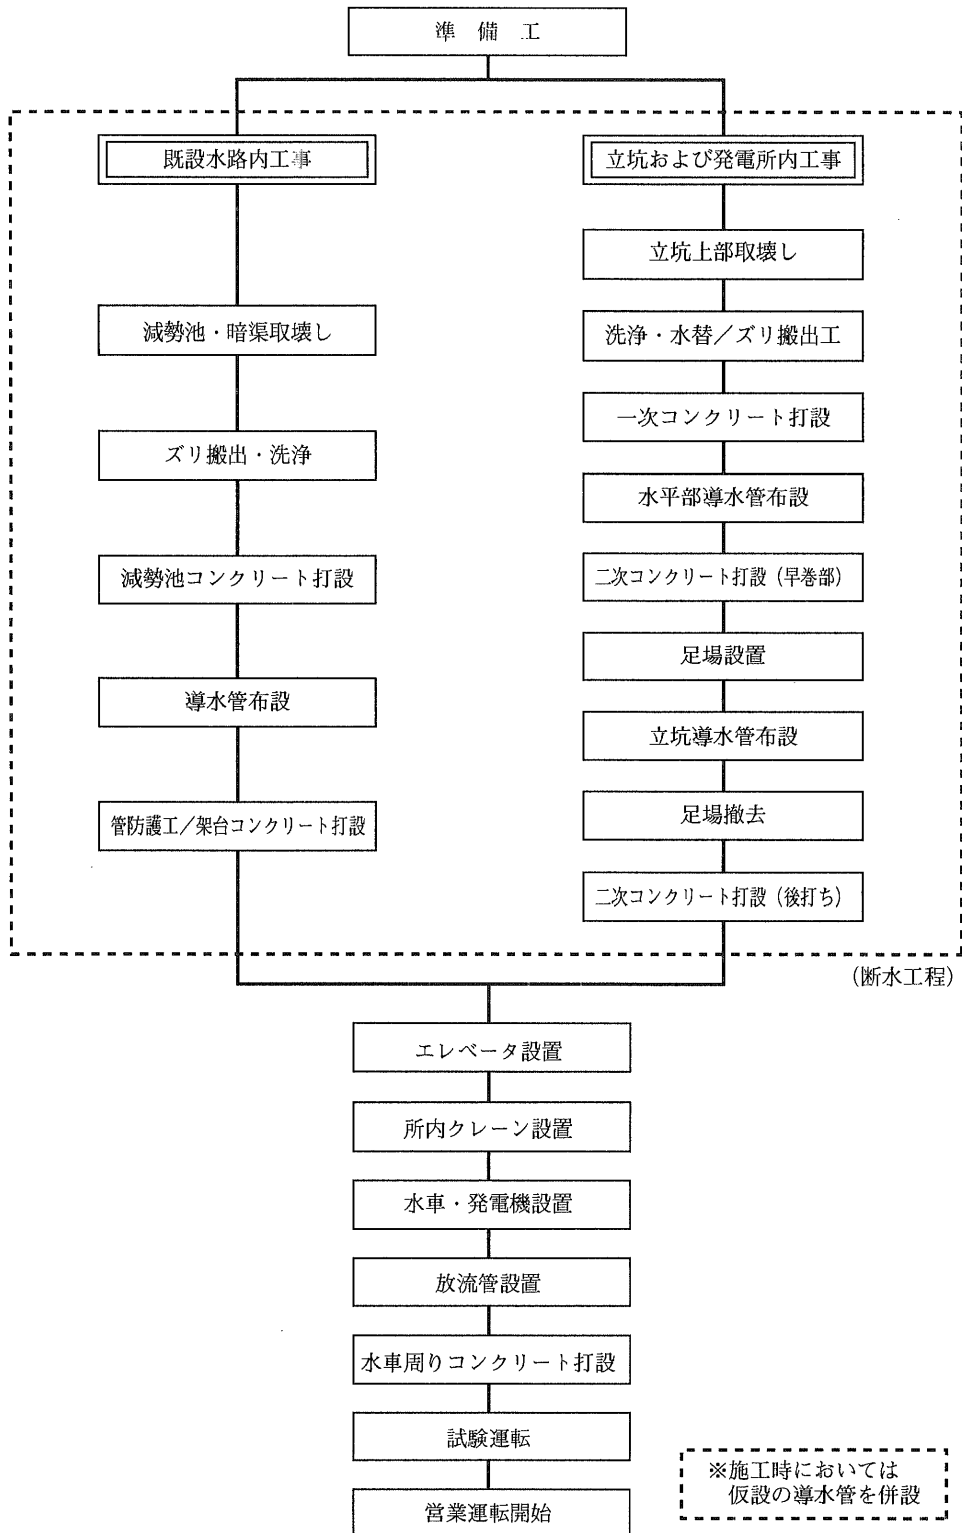 準 備 工
既設水路内工事
減勢池・暗渠取壊し
ズリ搬出・洗浄
減勢池コンクリート打設
導水管布設
管防護工／架台コンクリート打設
立坑および発電所内工事
立坑上部取壊し
洗浄・水替／ズリ搬出工
一次コンクリート打設
水平部導水管布設
二次コンクリート打設（早巻部）
足場設置
立坑導水管布設
足場撤去
二次コンクリート打設（後打ち）
（断水工程）
エレベータ設置
所内クレーン設置
水車・発電機設置
放流管設置
水車周りコンクリート打設
試験運転
営業運転開始
※施工時においては
仮設の導水管を併設